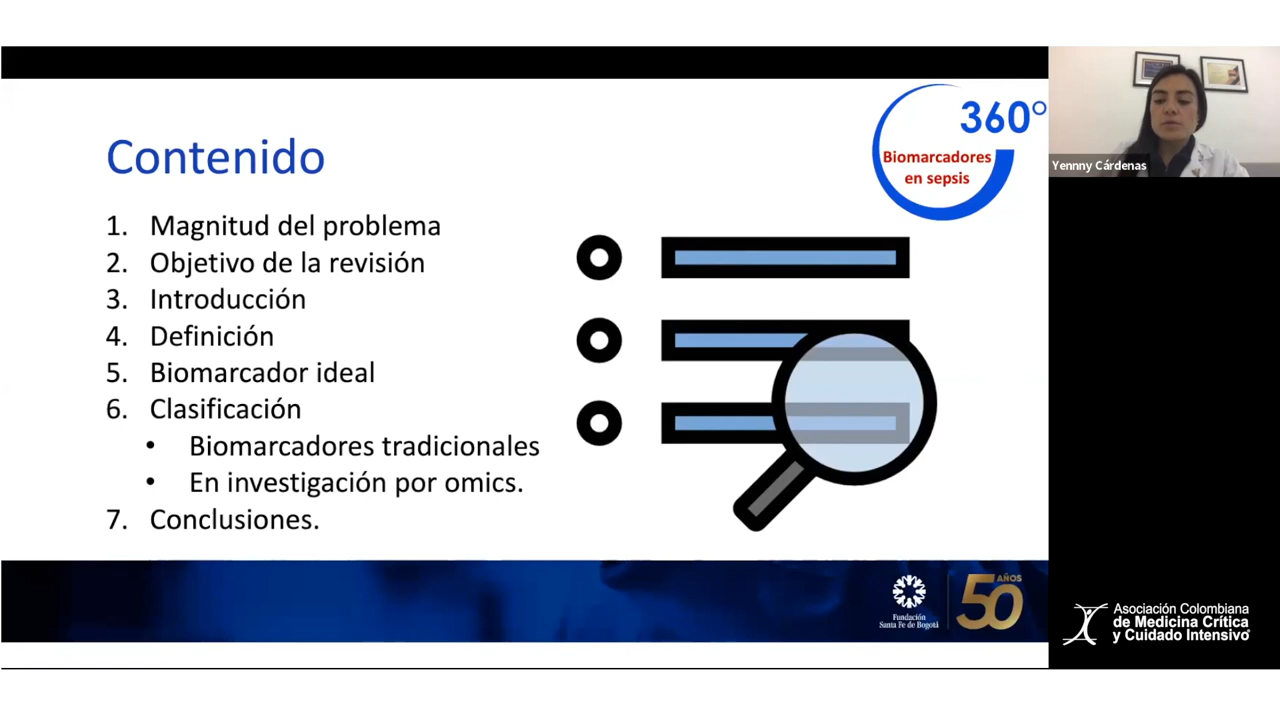 Contenido
1. Magnitud del problema
2. Objetivo de la revisión
3. Introducción
4. Definición
5. Biomarcador ideal
6. Clasificación
• Biomarcadores tradicionales
• En investigación por omics.
7. Conclusiones.
360°
Biomarcadores
en sepsis
Yennny Cárdenas
Fundación
Santa Fe de Bogotá
50 AÑOS
Asociación Colombiana
de Medicina Crítica
y Cuidado Intensivo